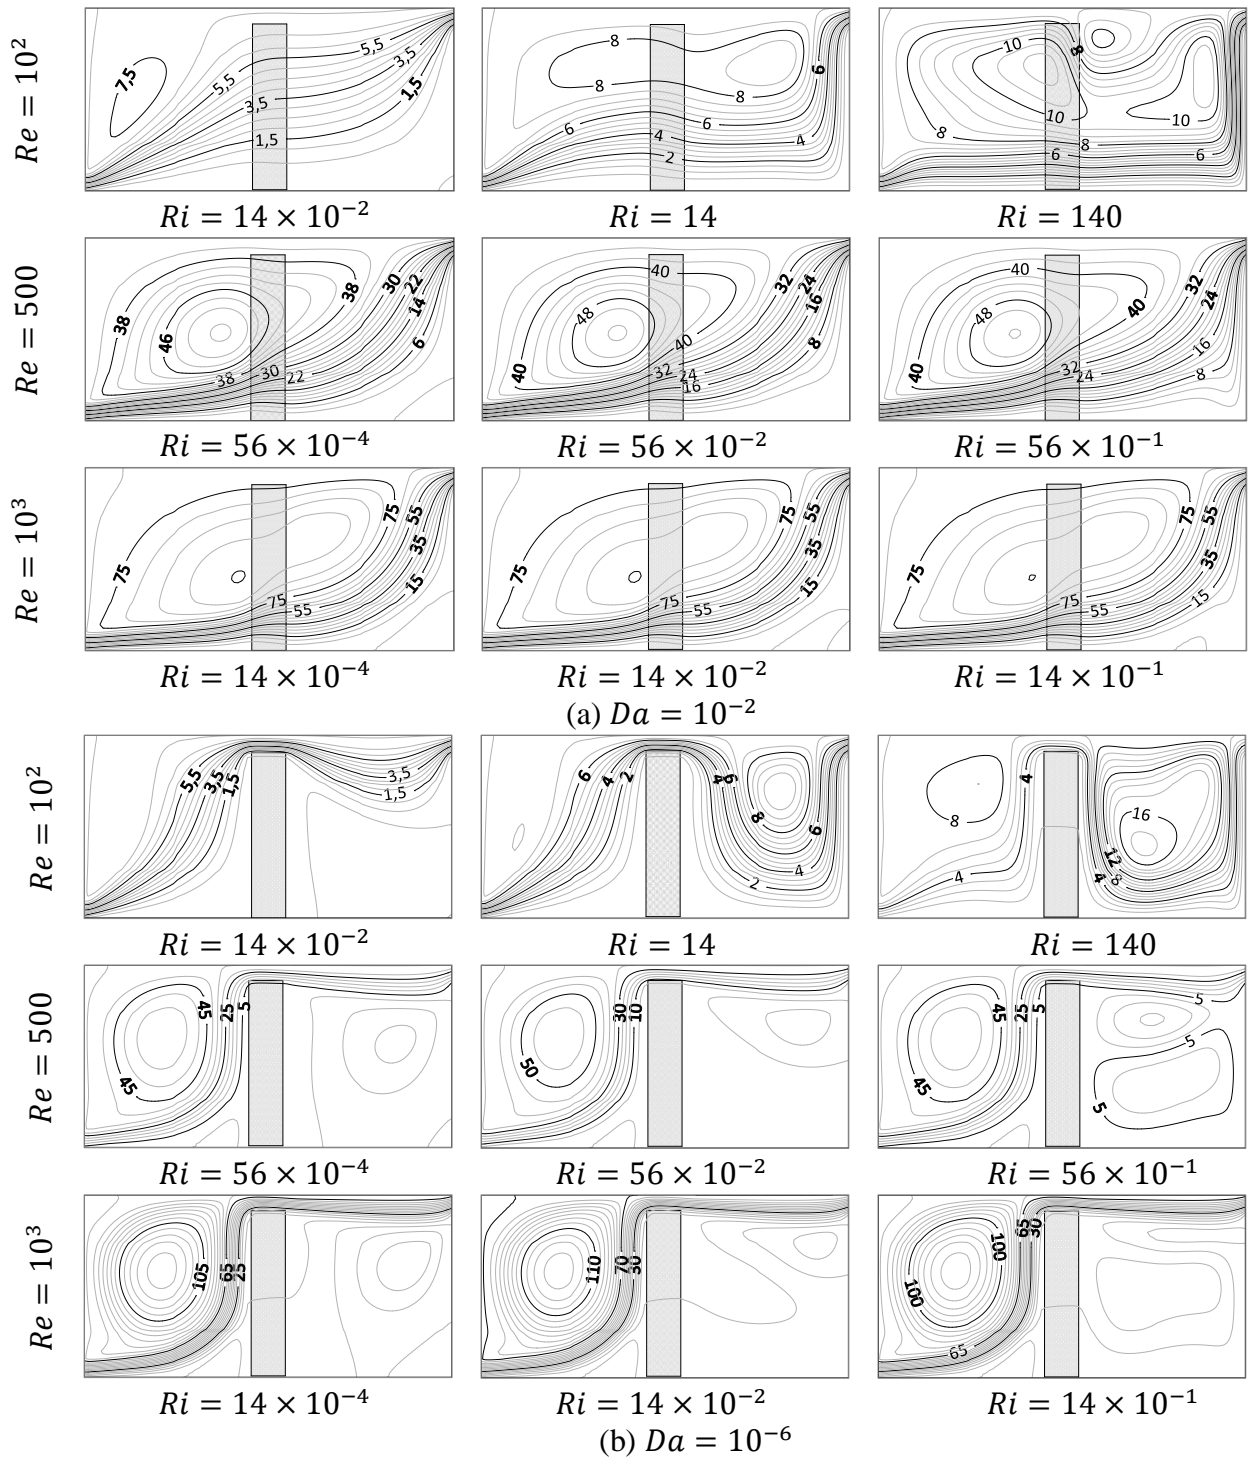 Re = 10²
7,5 5,5 5,5 3,5 3,5 1,5 1,5
8 8 8 6 6 6 4 4 2
10 8 10 10 8 8 6 6
Ri = 14 × 10⁻² Ri = 14 Ri = 140
Re = 500
38 46 38 30 22 38 30 22 14 6
40 48 40 40 32 24 16 32 24 16 8
40 48 40 40 32 24 32 24 16 8
Ri = 56 × 10⁻⁴ Ri = 56 × 10⁻² Ri = 56 × 10⁻¹
Re = 10³
75 75 55 75 55 35 15
75 75 55 75 55 35 15
75 75 55 75 55 35 15
Ri = 14 × 10⁻⁴ Ri = 14 × 10⁻² Ri = 14 × 10⁻¹
(a) Da = 10⁻²
Re = 10²
5,5 3,5 1,5 3,5 1,5
6 4 2 4 6 8 6 4 2
8 4 4 16 12 4 8
Ri = 14 × 10⁻² Ri = 14 Ri = 140
Re = 500
45 25 5 45
50 30 10
45 25 5 45 5 5 5
Ri = 56 × 10⁻⁴ Ri = 56 × 10⁻² Ri = 56 × 10⁻¹
Re = 10³
105 65 25
110 70 30
100 100 65 30 65
Ri = 14 × 10⁻⁴ Ri = 14 × 10⁻² Ri = 14 × 10⁻¹
(b) Da = 10⁻⁶